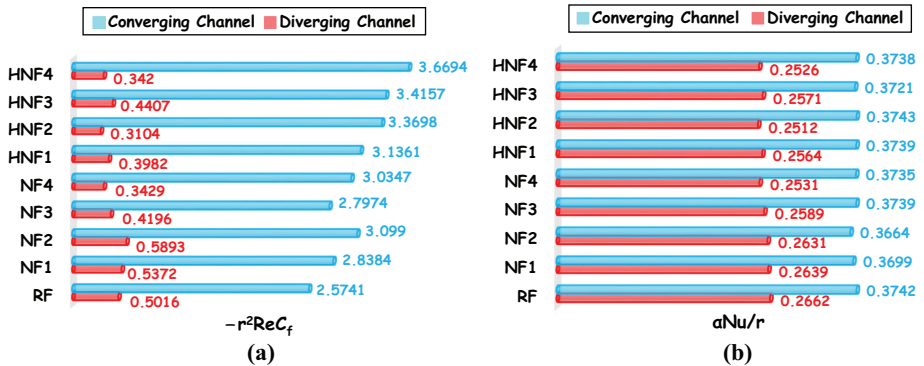 Converging Channel Diverging Channel
HNF4 3.6694
0.342
HNF3 3.4157
0.4407
HNF2 3.3698
0.3104
HNF1 3.1361
0.3982
NF4 3.0347
0.3429
NF3 2.7974
0.4196
NF2 3.099
0.5893
NF1 2.8384
0.5372
RF 2.5741
0.5016
−r²ReC_f
(a)
Converging Channel Diverging Channel
HNF4 0.3738
0.2526
HNF3 0.3721
0.2571
HNF2 0.3743
0.2512
HNF1 0.3739
0.2564
NF4 0.3735
0.2531
NF3 0.3739
0.2589
NF2 0.3664
0.2631
NF1 0.3699
0.2639
RF 0.3742
0.2662
aNu/r
(b)